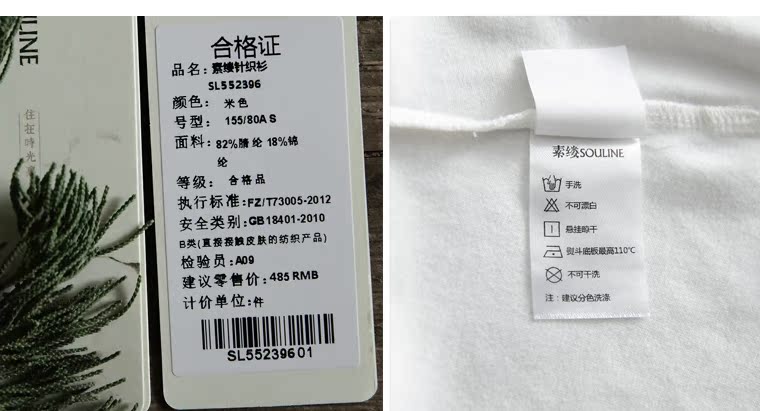 OULINE
住在時光
合格证
品名:素缕针织衫
SL552396
颜色: 米色
号型: 155/80A S
面料: 82%腈纶 18%锦
纶
等级: 合格品
执行标准:FZ/T73005-2012
安全类别:GB18401-2010
B类(直接接触皮肤的纺织产品)
检验员:A09
建议零售价:485 RMB
计价单位:件
SL55239601
素缕SOULINE
手洗
不可漂白
悬挂晾干
熨斗底板最高110℃
不可干洗
注:建议分色洗涤